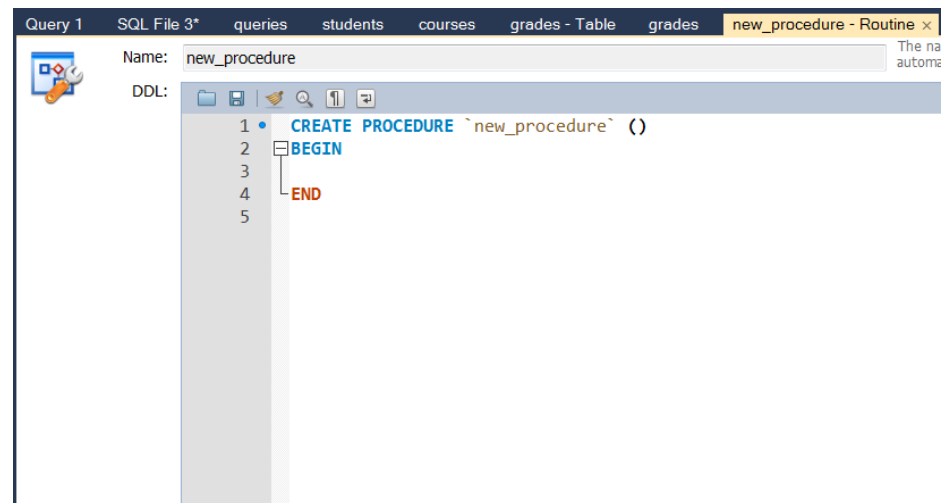 Query 1 SQL File 3* queries students courses grades - Table grades new_procedure - Routine ×
Name: new_procedure
The na
automa
DDL:
1 CREATE PROCEDURE `new_procedure` ()
2 BEGIN
3
4 END
5